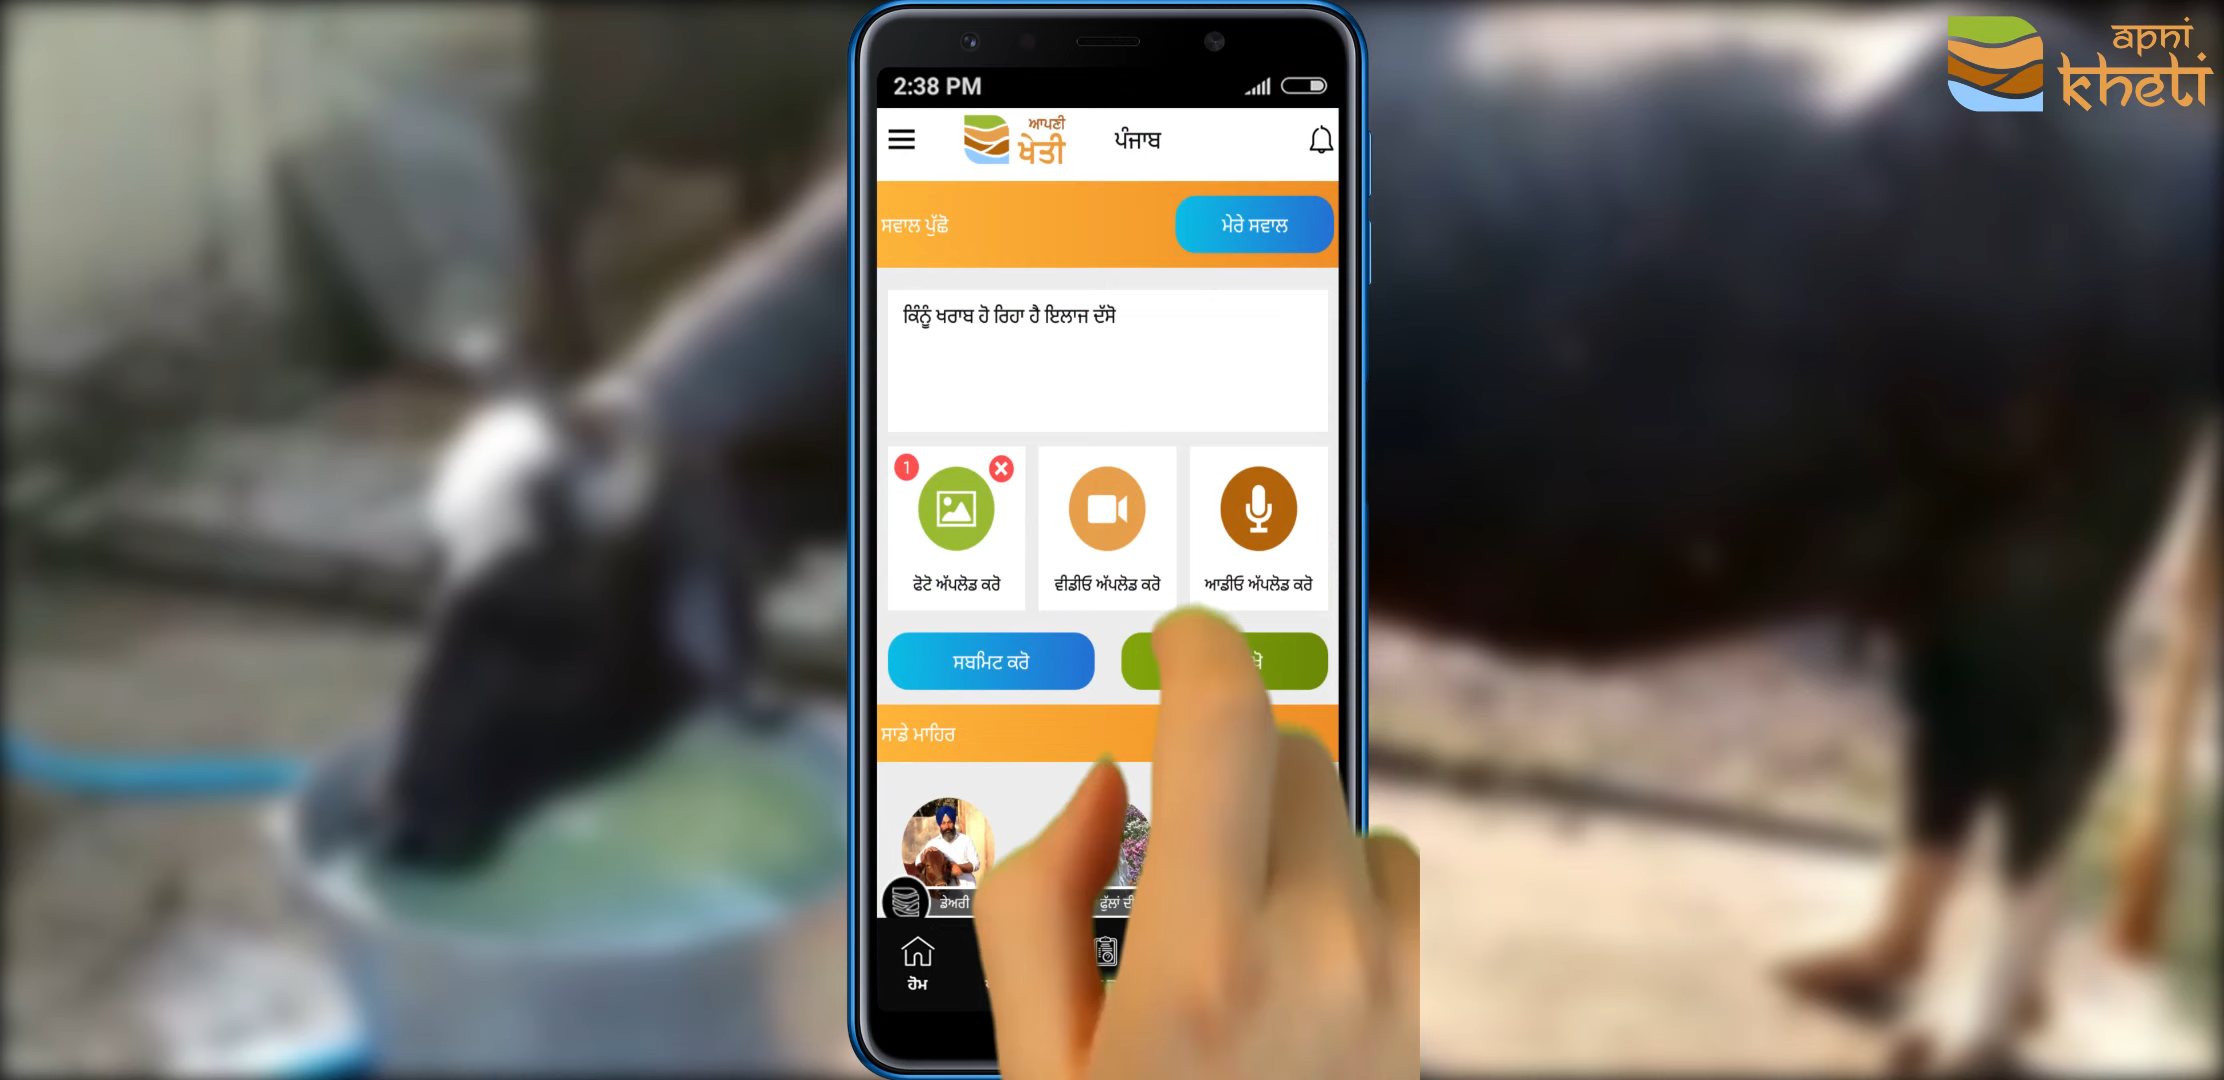 apni
kheti
2:38 PM
ਆਪਣੀ
ਖੇਤੀ
ਪੰਜਾਬ
ਸਵਾਲ ਪੁੱਛੋ
ਮੇਰੇ ਸਵਾਲ
ਕਿੰਨੂੰ ਖਰਾਬ ਹੋ ਰਿਹਾ ਹੈ ਇਲਾਜ ਦੱਸੋ
1
ਫੋਟੋ ਅੱਪਲੋਡ ਕਰੋ
ਵੀਡੀਓ ਅੱਪਲੋਡ ਕਰੋ
ਆਡੀਓ ਅੱਪਲੋਡ ਕਰੋ
ਸਬਮਿਟ ਕਰੋ
ਸਾਡੇ ਮਾਹਿਰ
ਡੇਅਰੀ
ਫੁੱਲਾਂ ਦੀ
ਹੋਮ